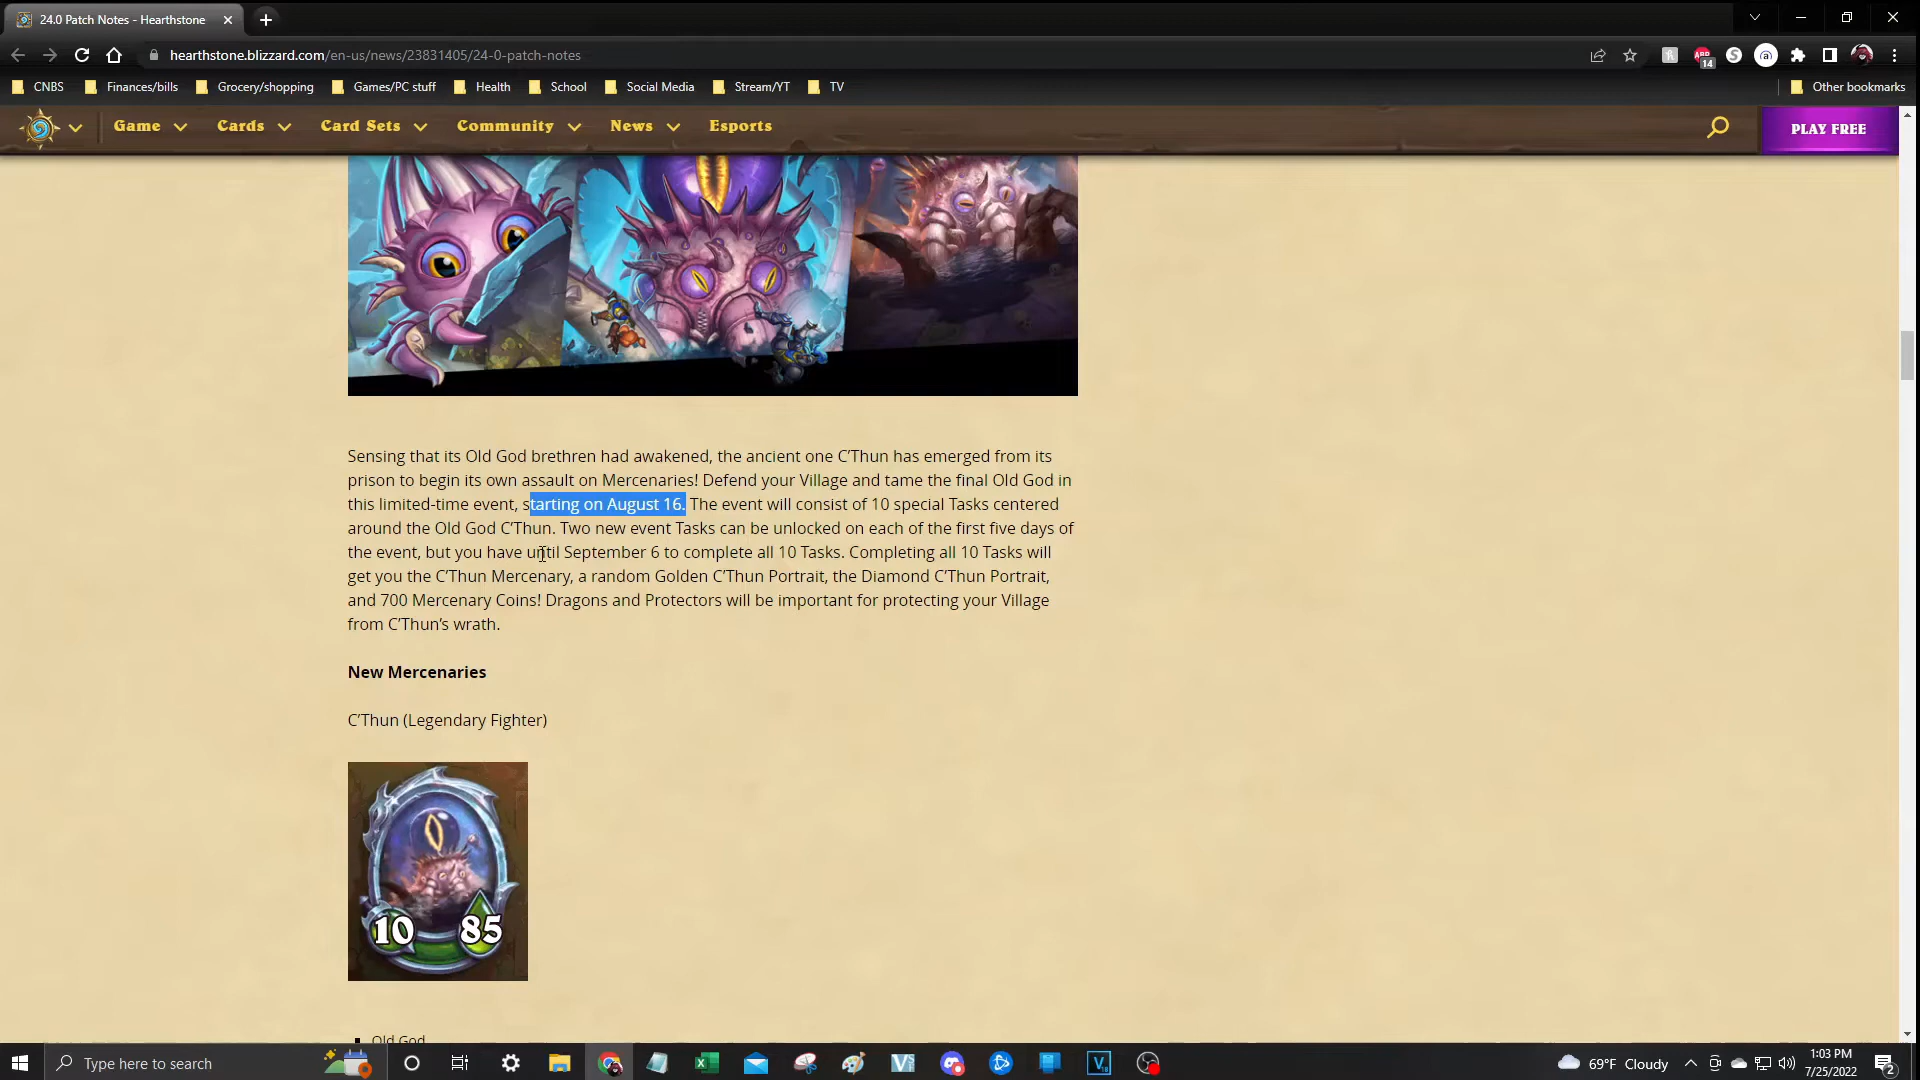 24.0 Patch Notes - Hearthstone
hearthstone.blizzard.com/en-us/news/23831405/24-0-patch-notes
14
CNBS Finances/bills Grocery/shopping Games/PC stuff Health School Social Media Stream/YT TV Other bookmarks
Game Cards Card Sets Community News Esports PLAY FREE
Sensing that its Old God brethren had awakened, the ancient one C’Thun has emerged from its
prison to begin its own assault on Mercenaries! Defend your Village and tame the final Old God in
this limited-time event, starting on August 16. The event will consist of 10 special Tasks centered
around the Old God C’Thun. Two new event Tasks can be unlocked on each of the first five days of
the event, but you have until September 6 to complete all 10 Tasks. Completing all 10 Tasks will
get you the C’Thun Mercenary, a random Golden C’Thun Portrait, the Diamond C’Thun Portrait,
and 700 Mercenary Coins! Dragons and Protectors will be important for protecting your Village
from C’Thun’s wrath.
New Mercenaries
C’Thun (Legendary Fighter)
10 85
Old God
Type here to search
69°F Cloudy
1:03 PM
7/25/2022
2